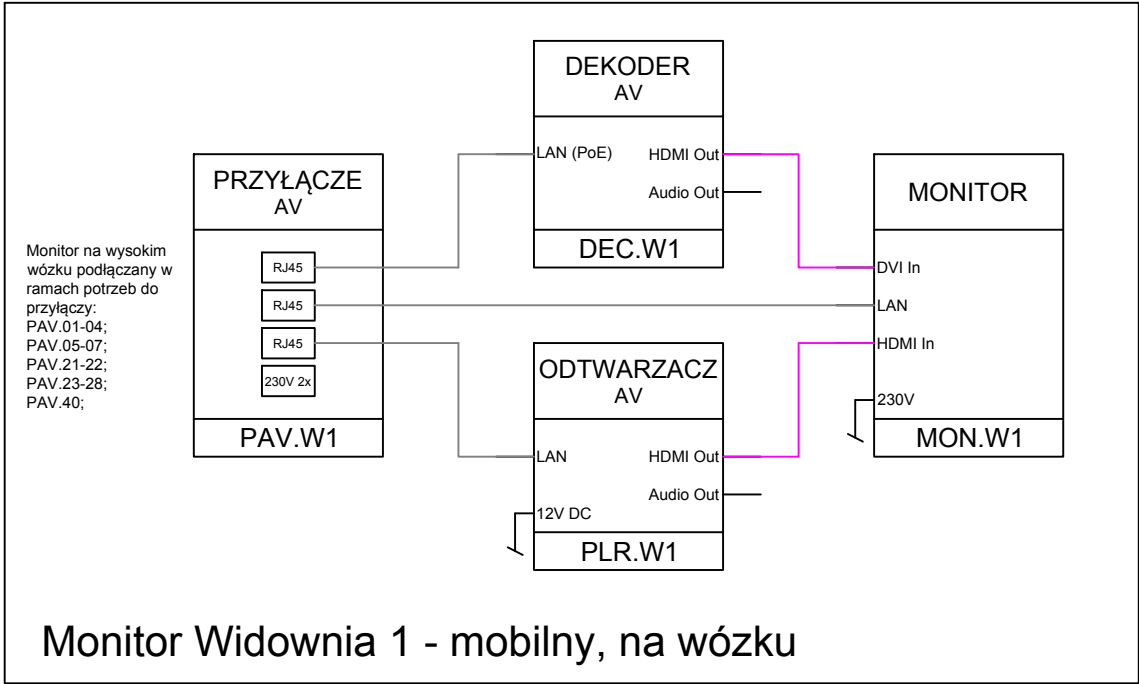 DEKODER
AV
LAN (PoE)
HDMI Out
Audio Out
DEC.W1
PRZYŁĄCZE
AV
RJ45
RJ45
RJ45
230V 2x
PAV.W1
Monitor na wysokim
wózku podłączany w
ramach potrzeb do
przyłączy:
PAV.01-04;
PAV.05-07;
PAV.21-22;
PAV.23-28;
PAV.40;
MONITOR
DVI In
LAN
HDMI In
230V
MON.W1
ODTWARZACZ
AV
LAN
HDMI Out
Audio Out
12V DC
PLR.W1
Monitor Widownia 1 - mobilny, na wózku